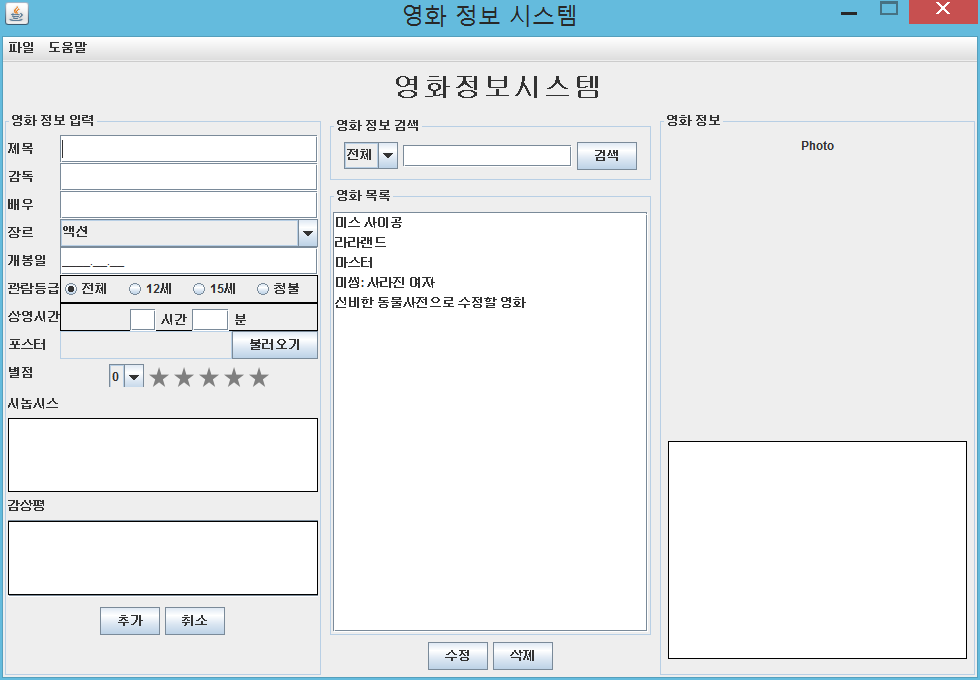 영화 정보 시스템
파일 도움말
영화정보시스템
영화 정보 입력
제목
감독
배우
장르 액션
개봉일 ____.__.__
관람등급 전체 12세 15세 청불
상영시간 시간 분
포스터 불러오기
별점 0 ★★★★★
시놉시스
감상평
추가 취소
영화 정보 검색
전체 검색
영화 목록
미스 사이공
라라랜드
마스터
미씽: 사라진 여자
신비한 동물사전으로 수정할 영화
수정 삭제
영화 정보
Photo